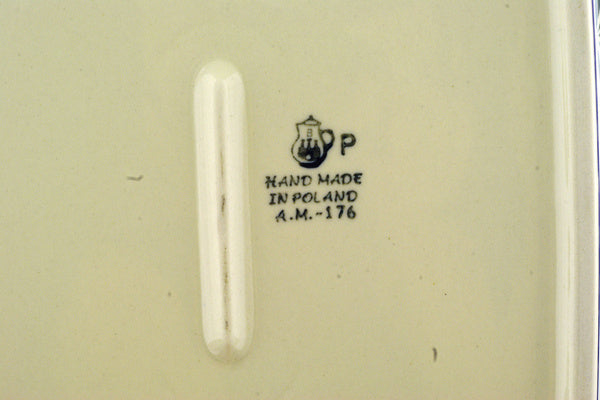 B P
HAND MADE
IN POLAND
A.M.-176